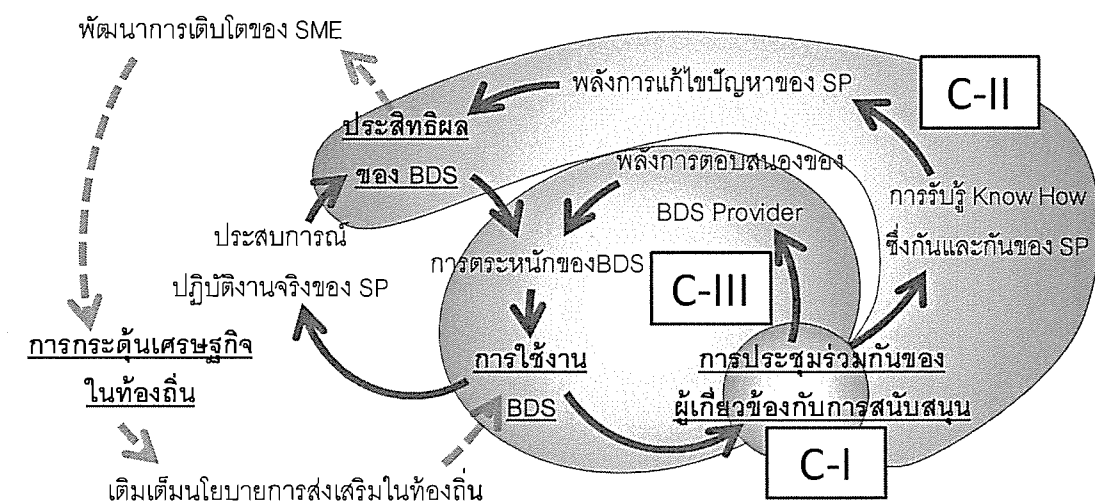 พัฒนาการเติบโตของ SME
พลังการแก้ไขปัญหาของ SP
C-II
ประสิทธิผล
ของ BDS
พลังการตอบสนองของ
BDS Provider
การรับรู้ Know How
ซึ่งกันและกันของ SP
ประสบการณ์
ปฏิบัติงานจริงของ SP
การตระหนักของBDS
C-III
การกระตุ้นเศรษฐกิจ
ในท้องถิ่น
การใช้งาน
BDS
การประชุมร่วมกันของ
ผู้เกี่ยวข้องกับการสนับสนุน
C-I
เติมเต็มนโยบายการส่งเสริมในท้องถิ่น